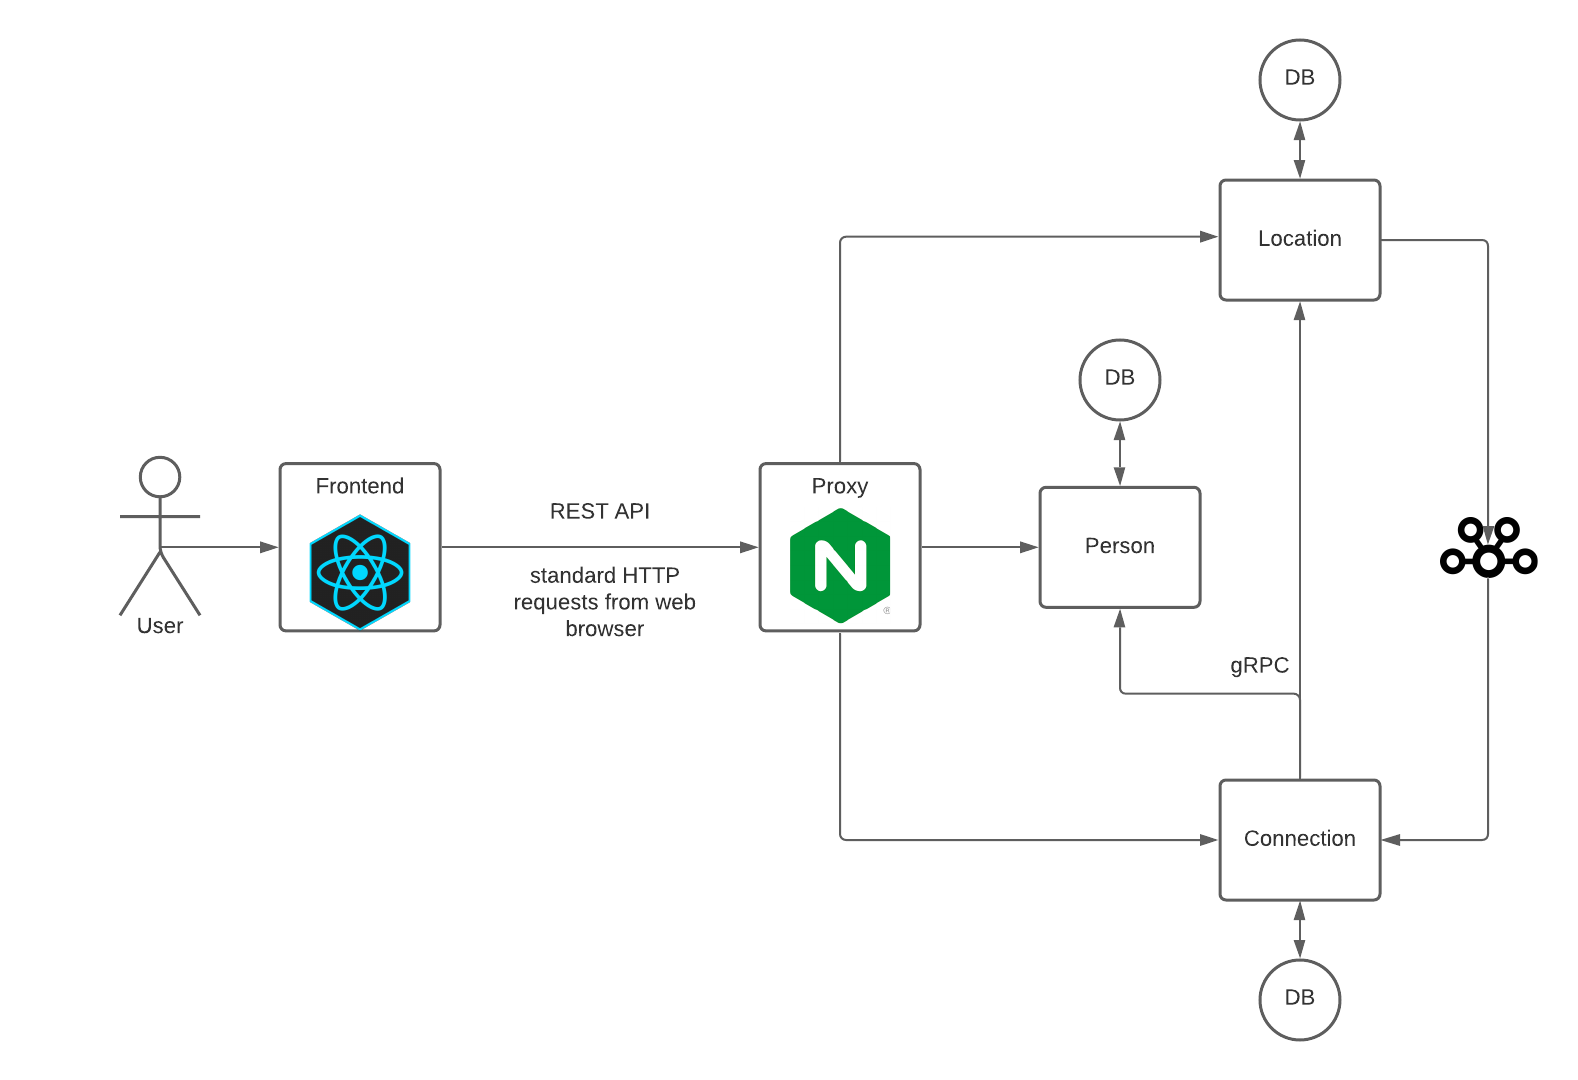 DB
Location
DB
Frontend
REST API
standard HTTP
requests from web
browser
Proxy
N
®
Person
User
gRPC
Connection
DB